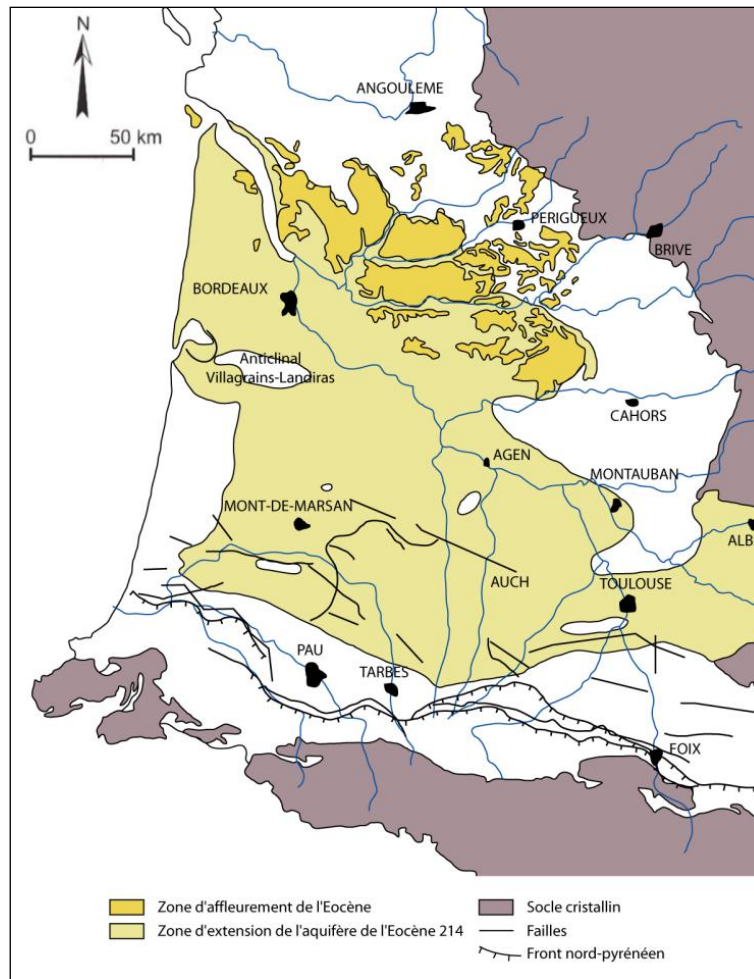 N
0 50 km
ANGOULEME
PERIGUEUX
BRIVE
BORDEAUX
Anticlinal
Villagrains-Landiras
CAHORS
AGEN
MONTAUBAN
MONT-DE-MARSAN
ALB
AUCH
TOULOUSE
PAU
TARBES
FOIX
Zone d'affleurement de l'Eocène
Zone d'extension de l'aquifère de l'Eocène 214
Socle cristallin
Failles
Front nord-pyrénéen